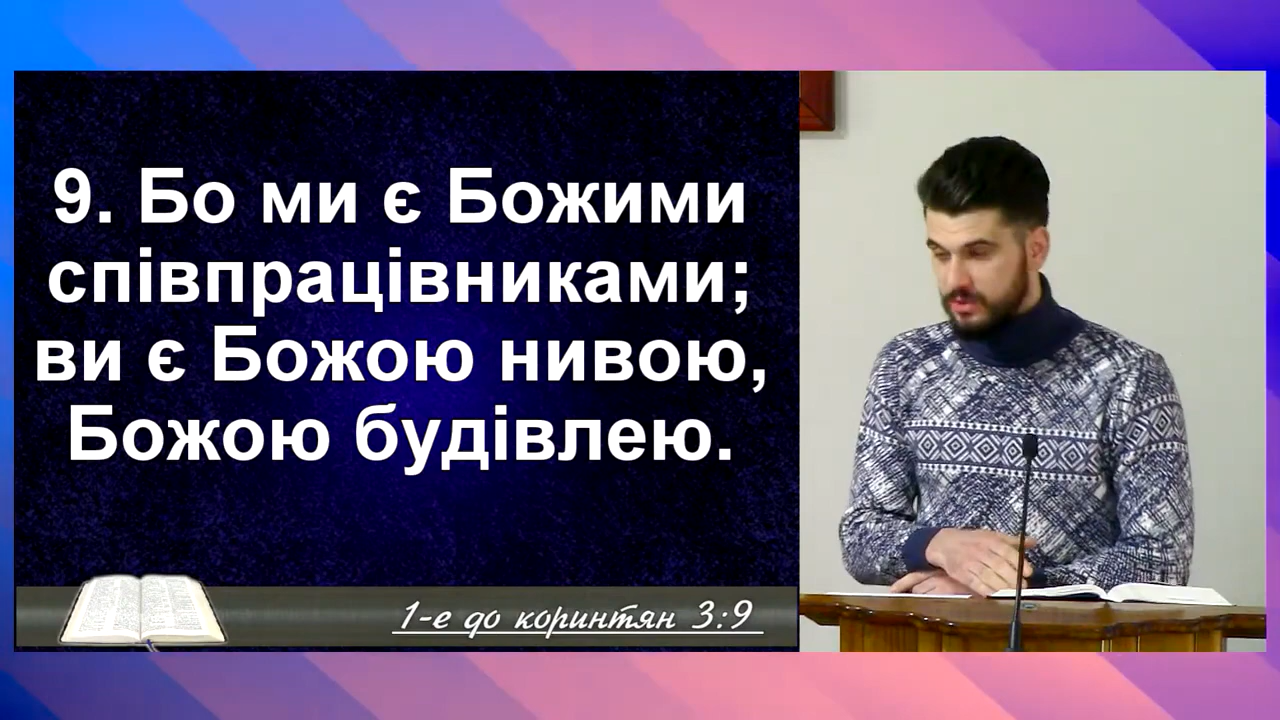 9. Бо ми є Божими
співпрацівниками;
ви є Божою нивою,
Божою будівлею.
1-е до коринтян 3:9